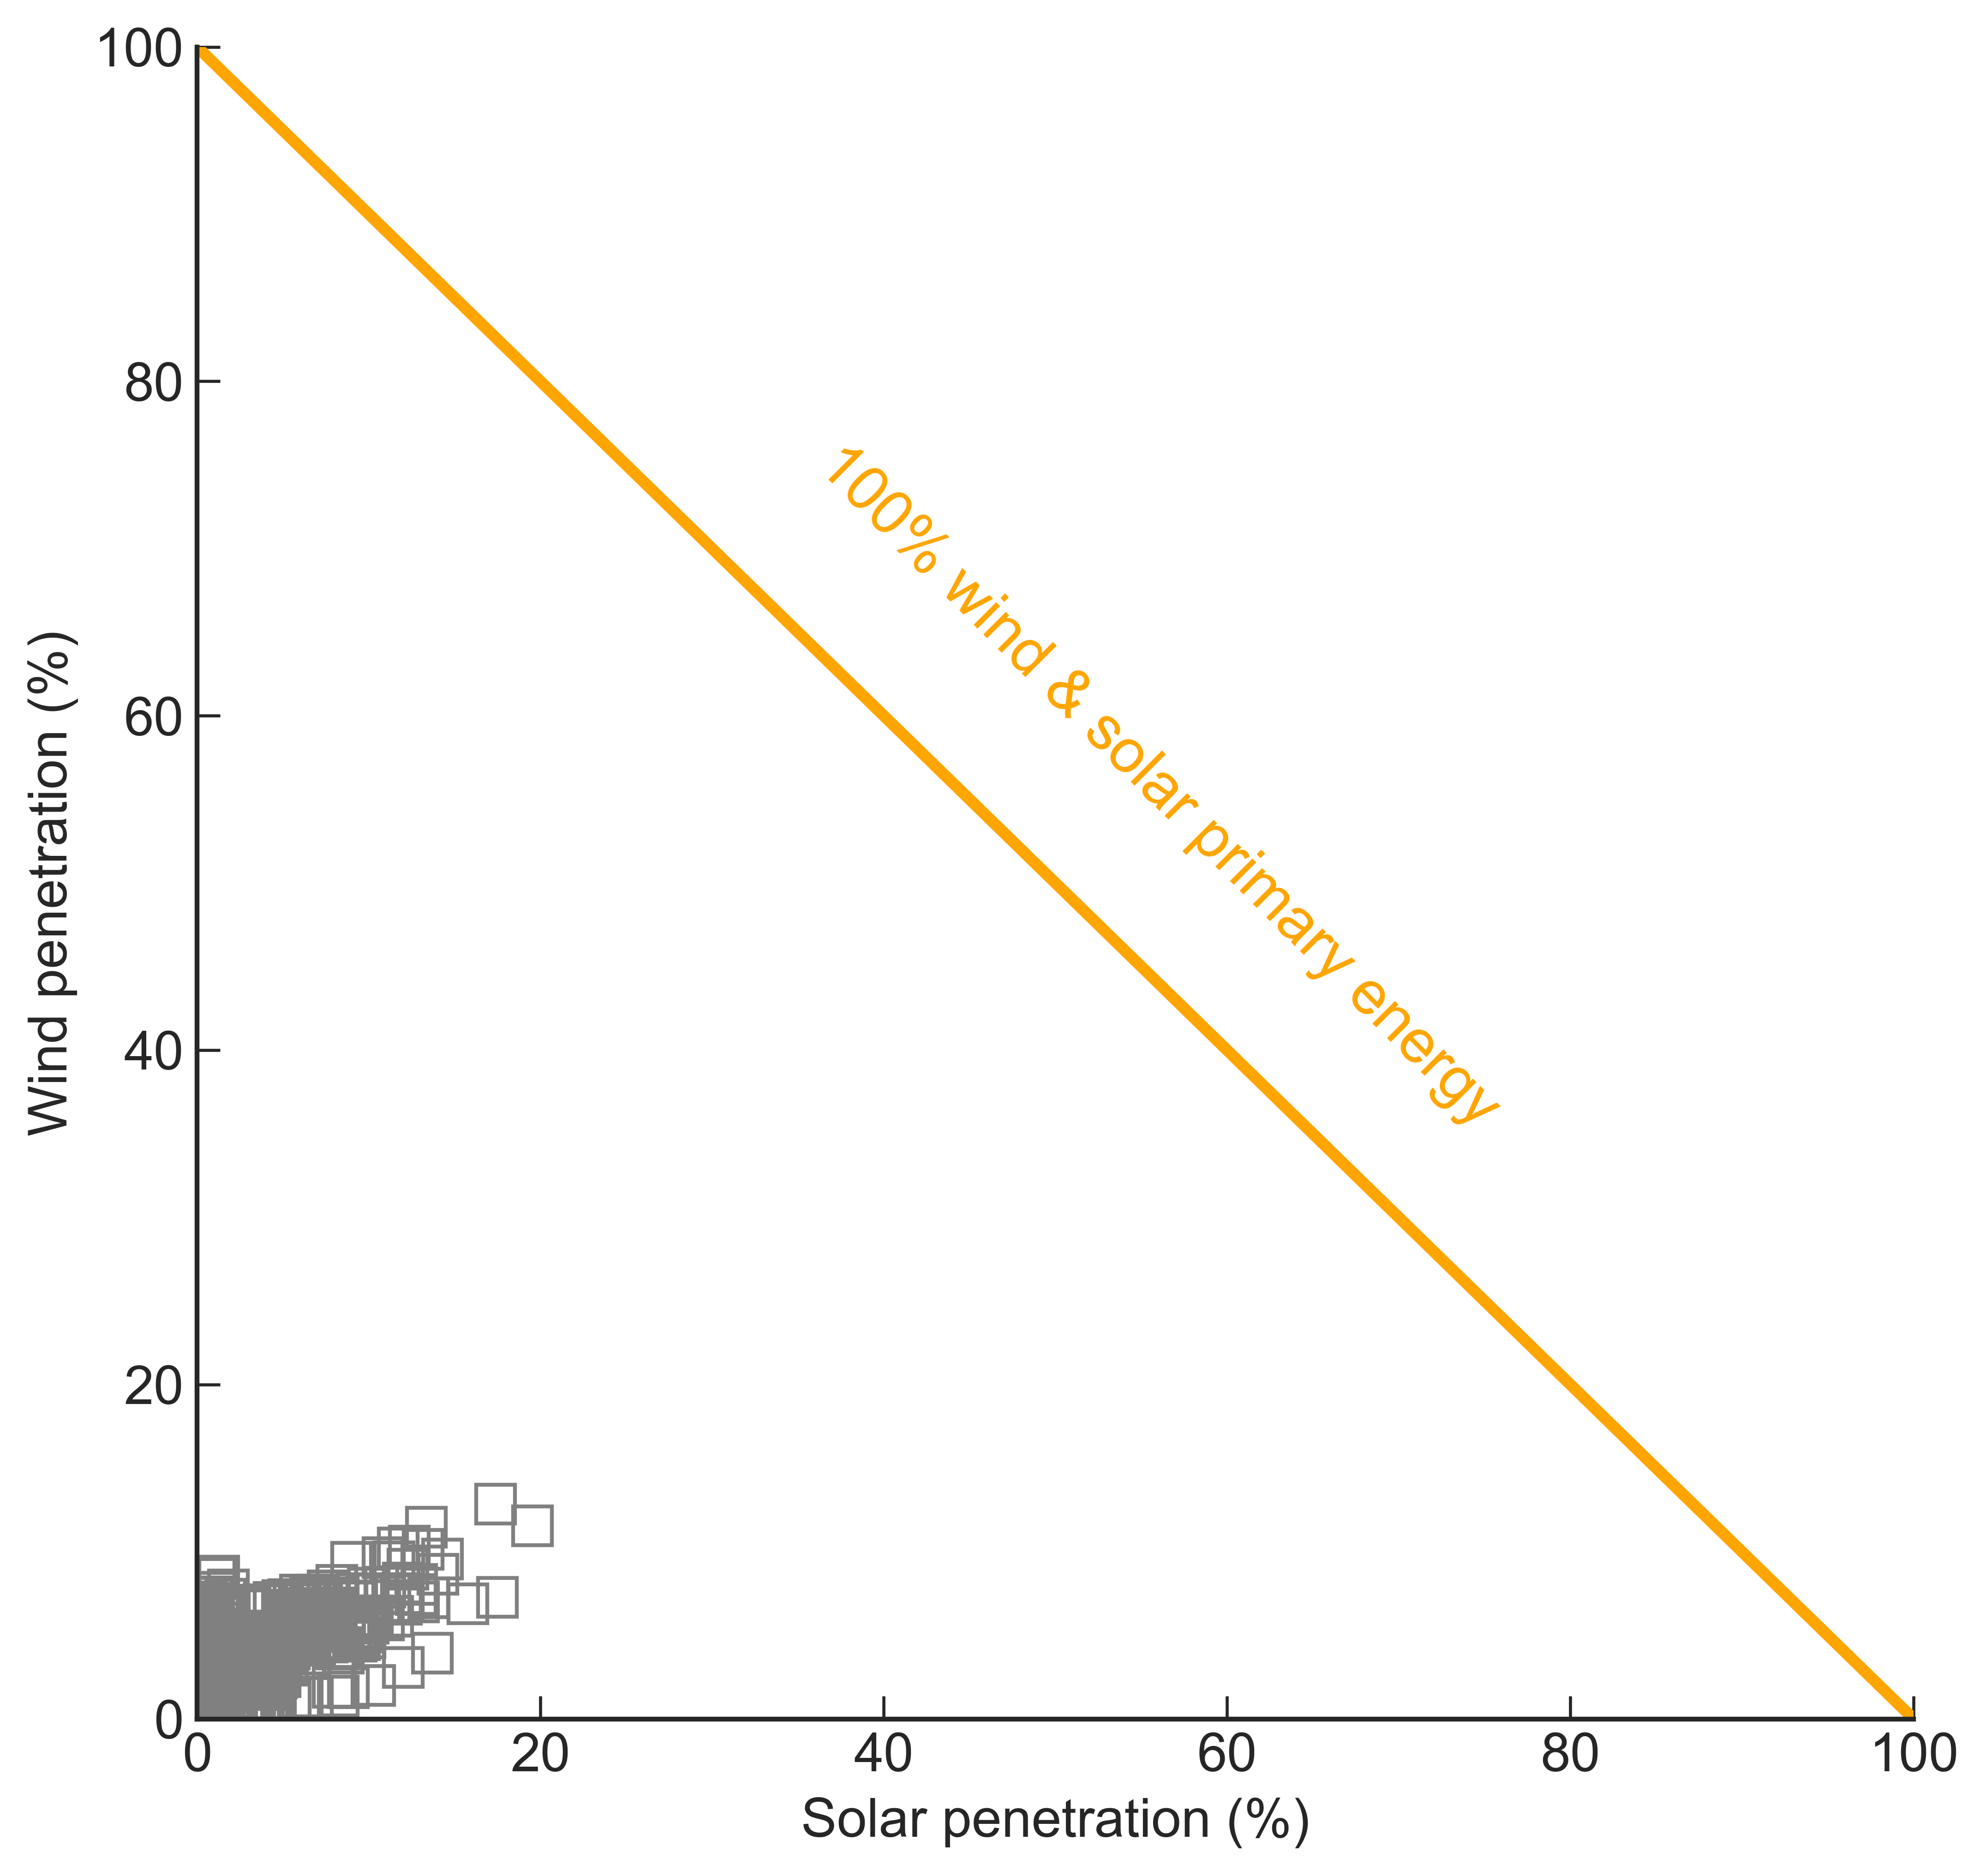 100
80
60
40
20
0
Wind penetration (%)
100% wind & solar primary energy
0 20 40 60 80 100
Solar penetration (%)